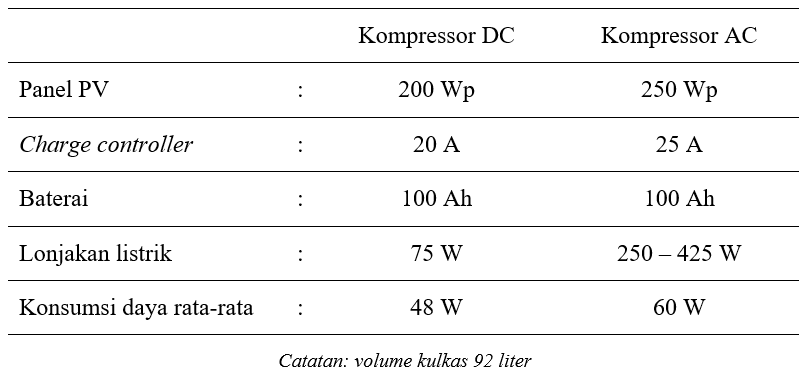 Kompressor DC Kompressor AC
Panel PV : 200 Wp 250 Wp
Charge controller : 20 A 25 A
Baterai : 100 Ah 100 Ah
Lonjakan listrik : 75 W 250 – 425 W
Konsumsi daya rata-rata : 48 W 60 W
Catatan: volume kulkas 92 liter